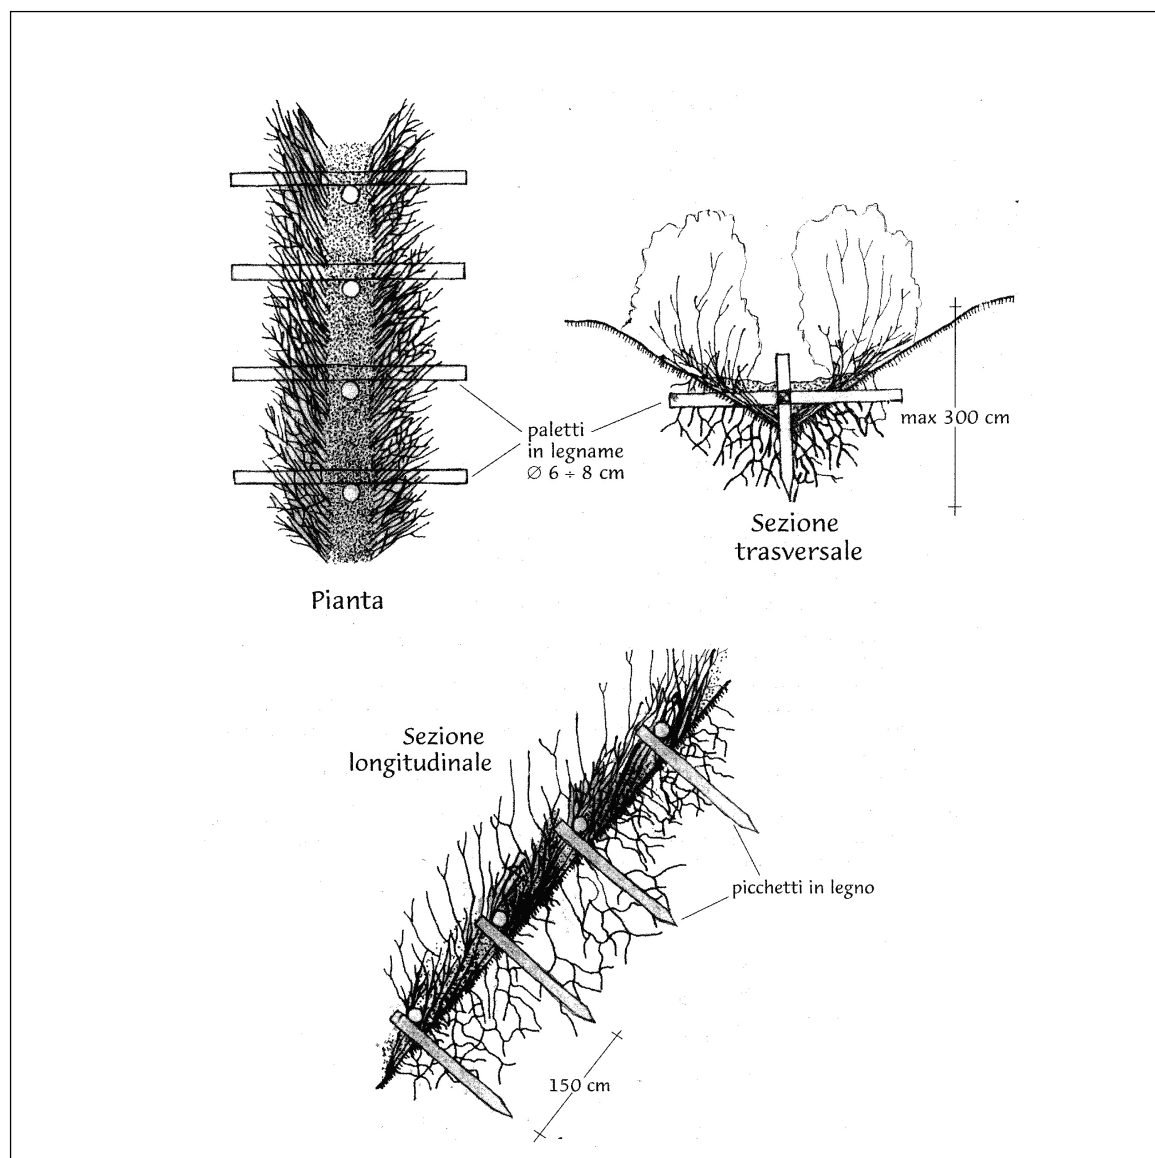 paletti
in legname
Ø 6 ÷ 8 cm
max 300 cm
Sezione
trasversale
Pianta
Sezione
longitudinale
picchetti in legno
150 cm